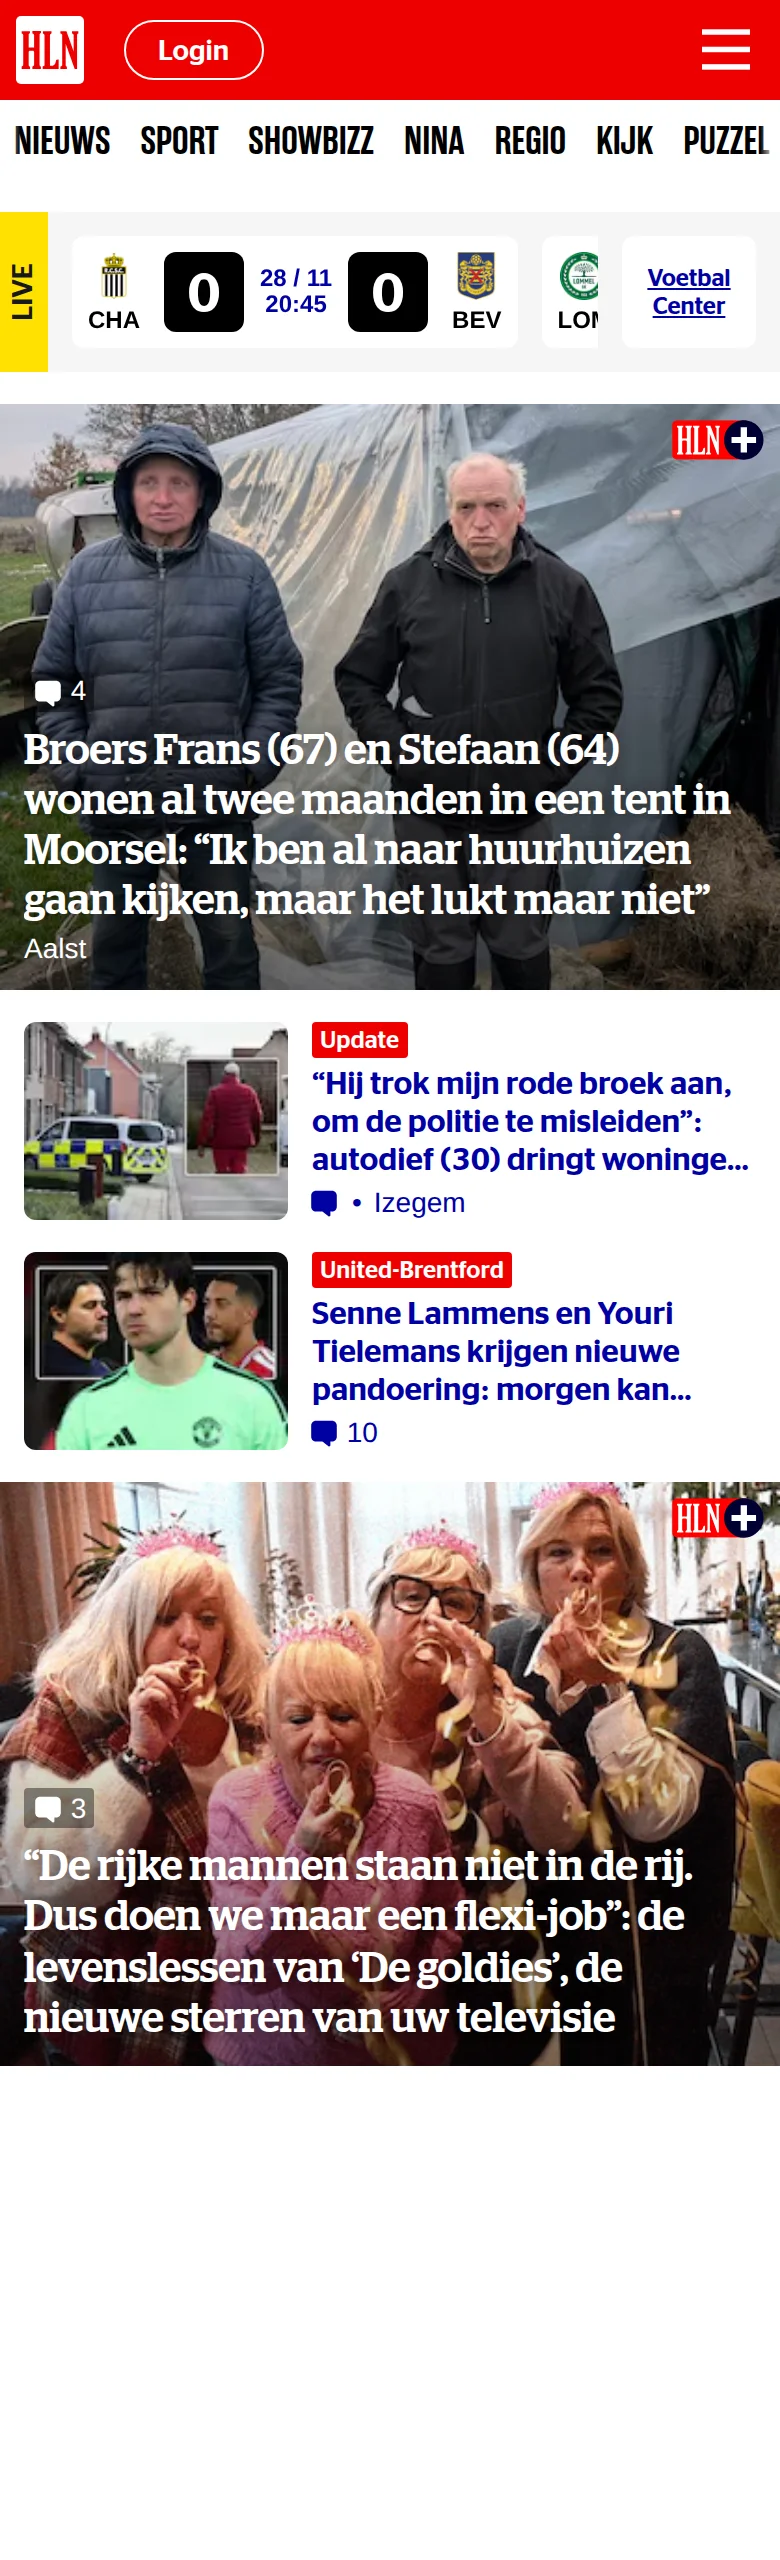 HLN
Login
NIEUWS SPORT SHOWBIZZ NINA REGIO KIJK PUZZEL
LIVE
CHA
0
28 / 11
20:45
0
BEV
LOMMEL
LOM
Voetbal
Center
HLN+
4
Broers Frans (67) en Stefaan (64)
wonen al twee maanden in een tent in
Moorsel: “Ik ben al naar huurhuizen
gaan kijken, maar het lukt maar niet”
Aalst
Update
“Hij trok mijn rode broek aan,
om de politie te misleiden”:
autodief (30) dringt woninge...
• Izegem
United-Brentford
Senne Lammens en Youri
Tielemans krijgen nieuwe
pandoering: morgen kan...
10
HLN+
3
“De rijke mannen staan niet in de rij.
Dus doen we maar een flexi-job”: de
levenslessen van ‘De goldies’, de
nieuwe sterren van uw televisie